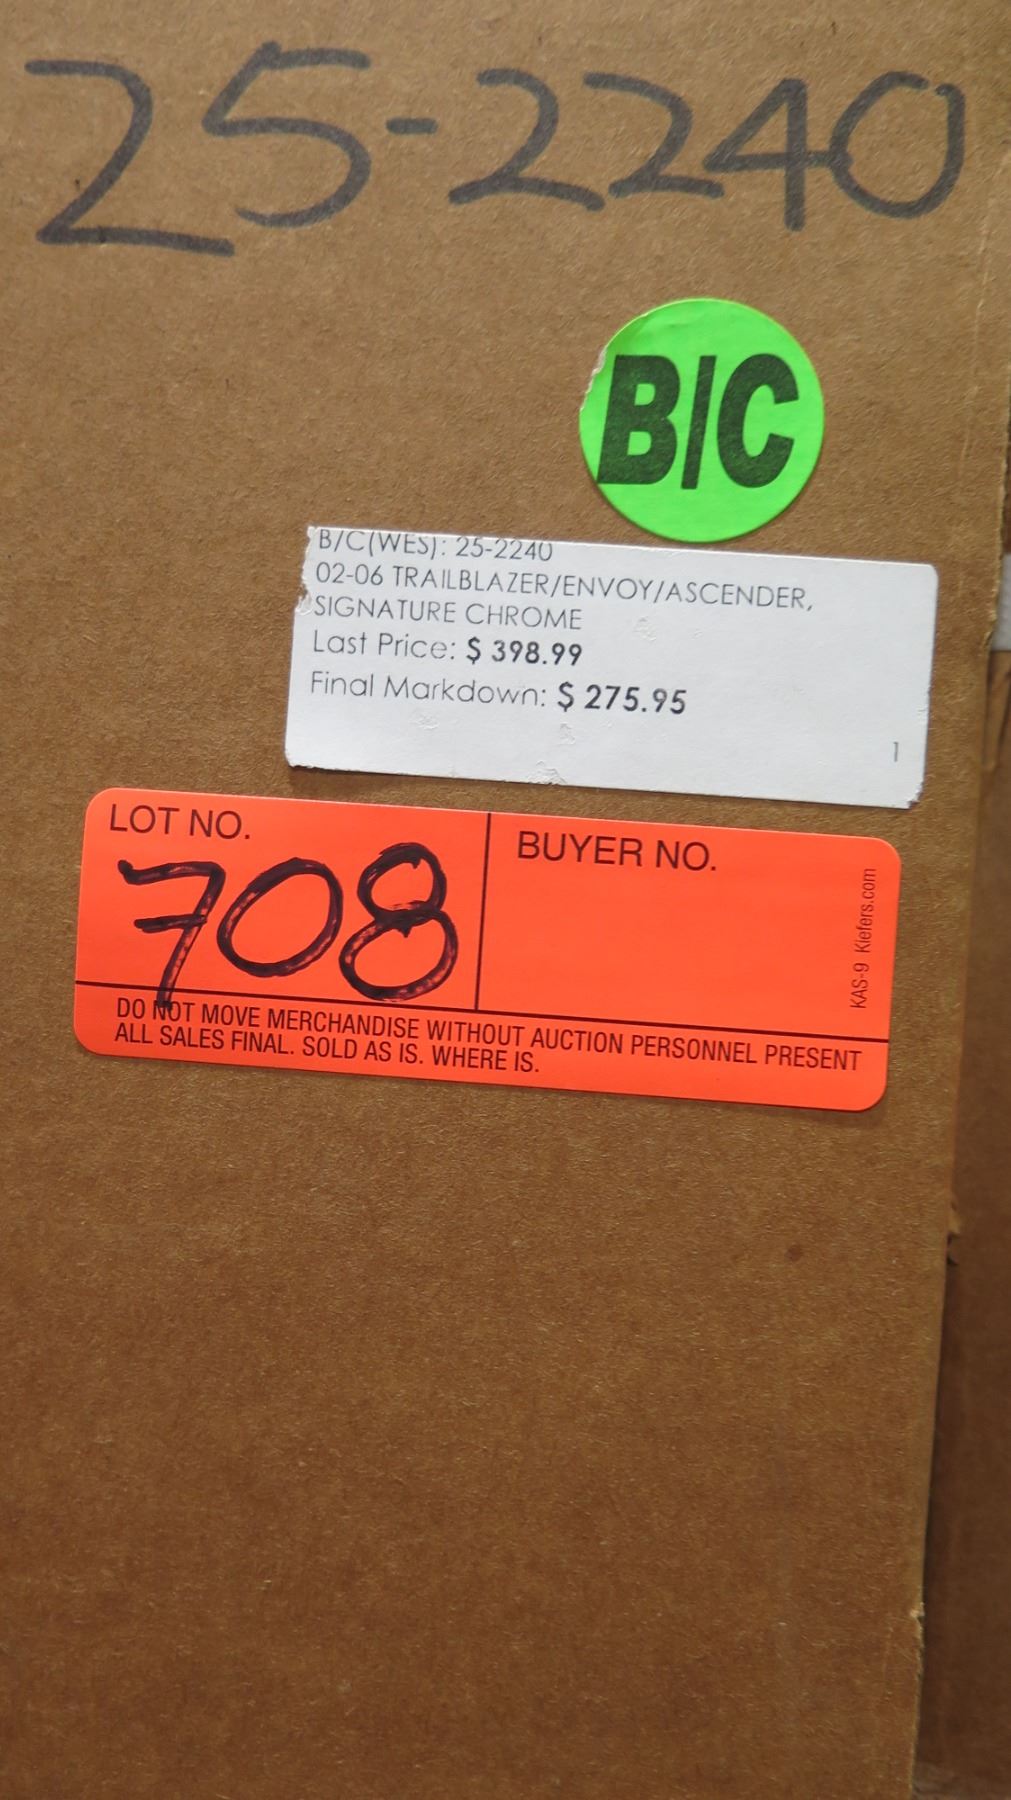 25-2240
B/C
B/C(WES): 25-2240
02-06 TRAILBLAZER/ENVOY/ASCENDER,
SIGNATURE CHROME
Last Price: $ 398.99
Final Markdown: $ 275.95
1
LOT NO.
708
BUYER NO.
KAS-9 Kiefers.com
DO NOT MOVE MERCHANDISE WITHOUT AUCTION PERSONNEL PRESENT
ALL SALES FINAL. SOLD AS IS. WHERE IS.